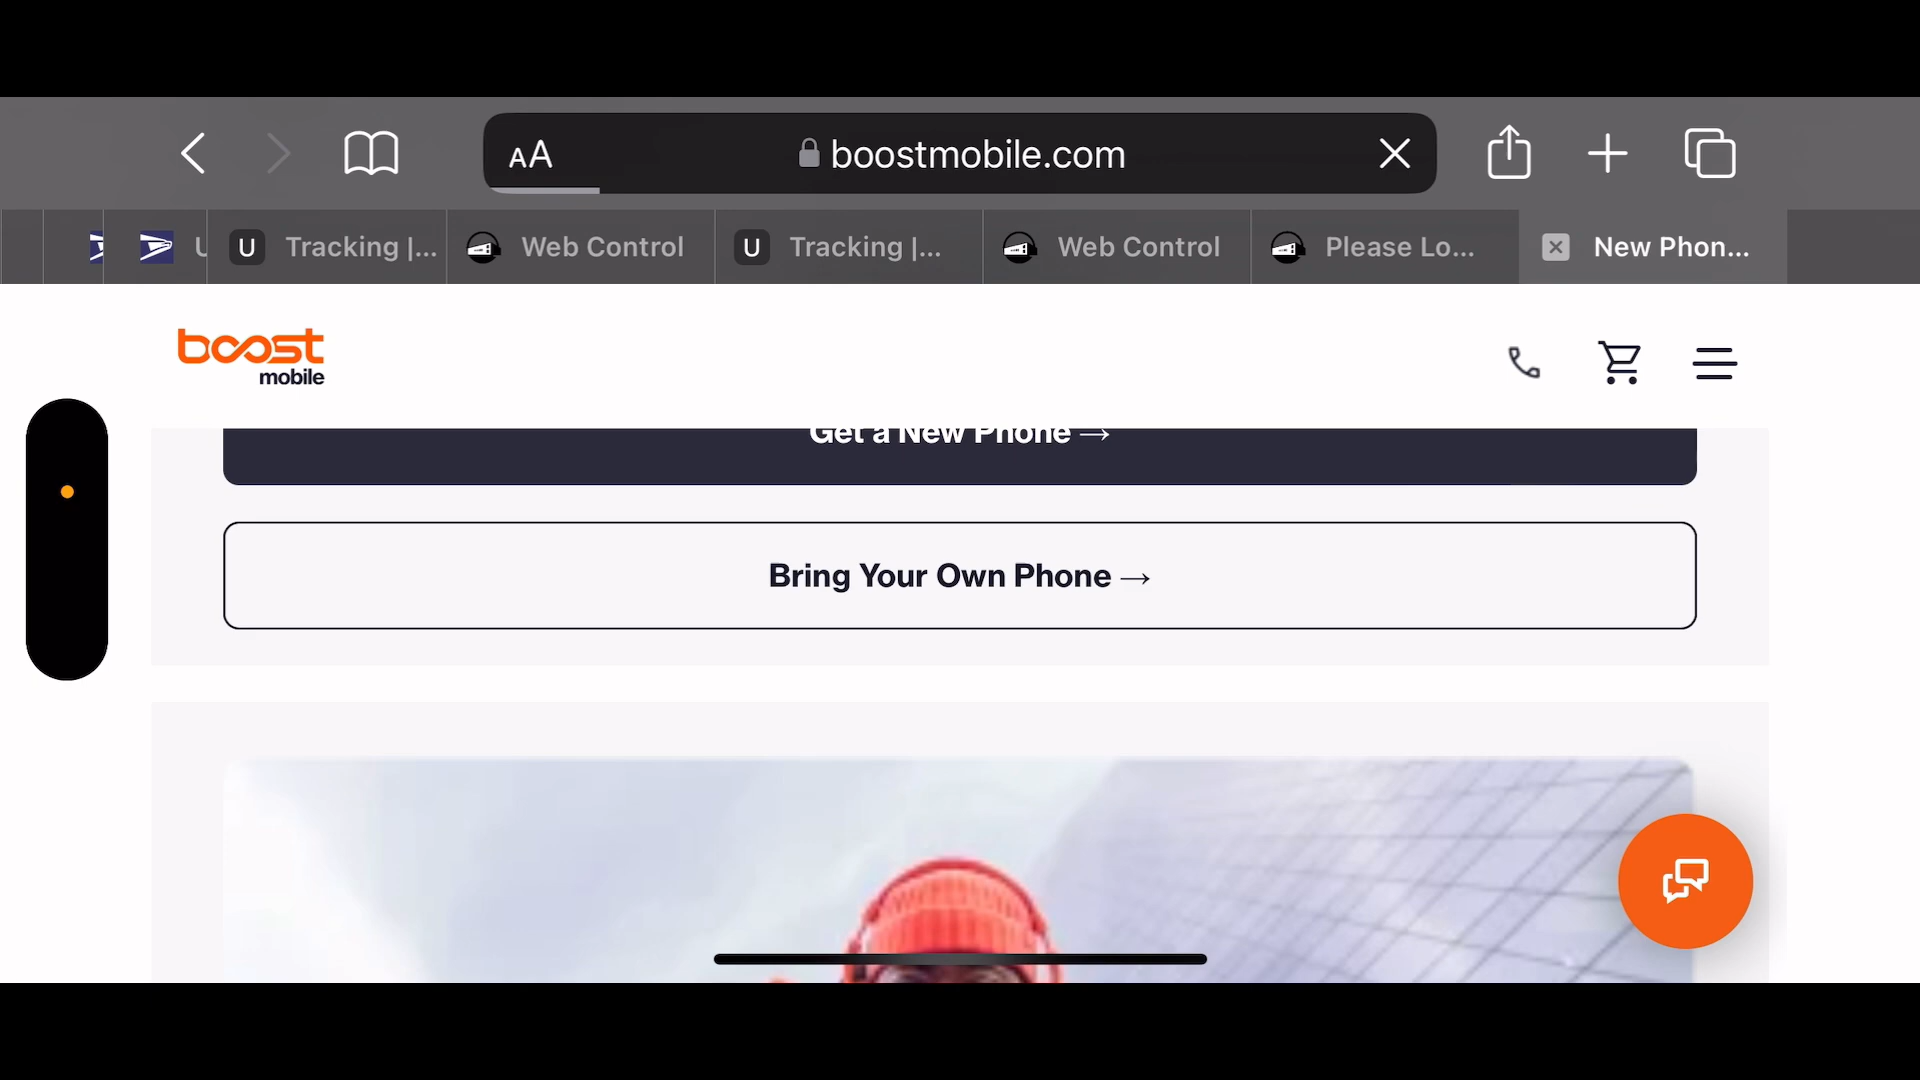 AA
boostmobile.com
U
Tracking |...
Web Control
U
Tracking |...
Web Control
Please Lo...
New Phon...
boost
mobile
Get a New Phone →
Bring Your Own Phone →